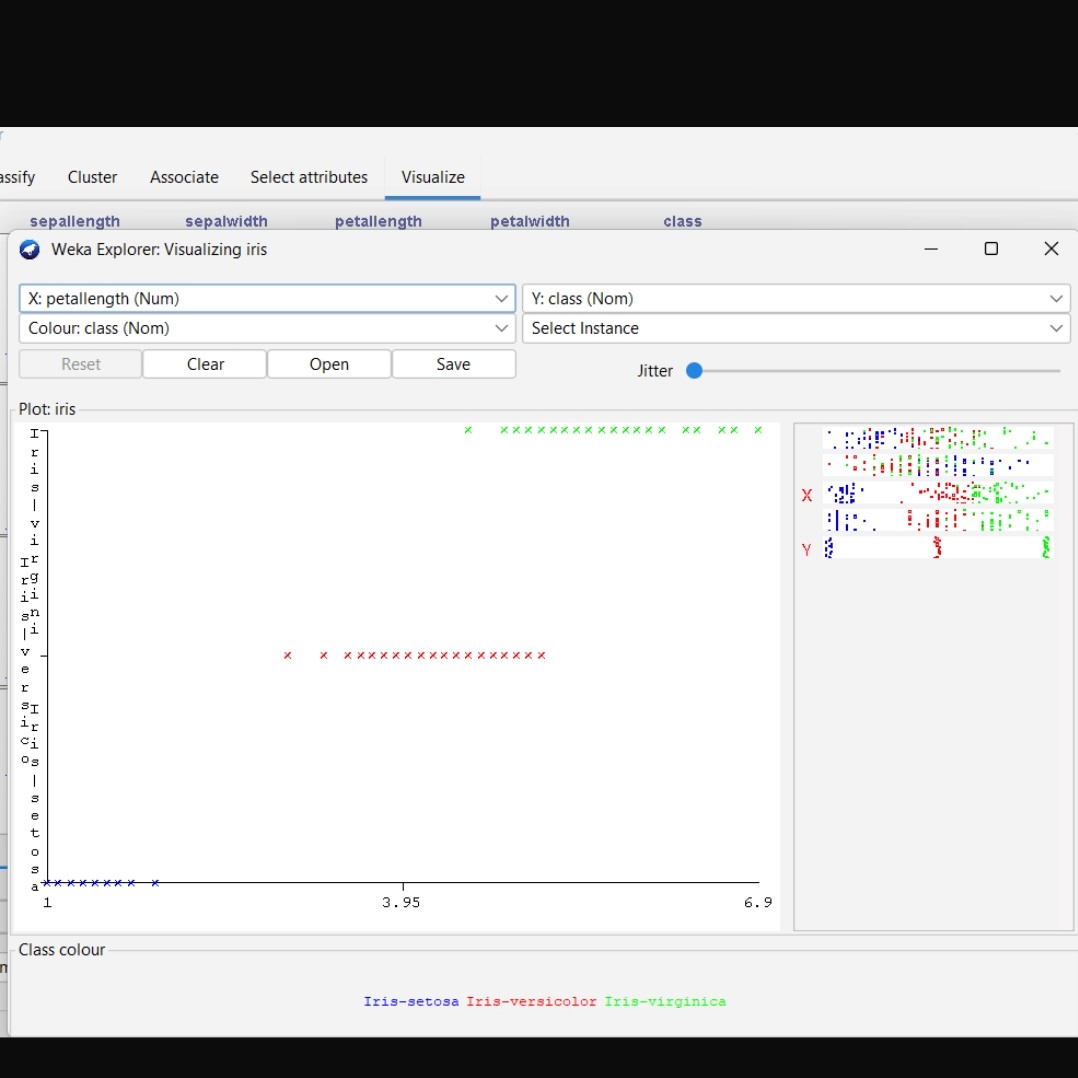 assify Cluster Associate Select attributes Visualize
sepallength sepalwidth petallength petalwidth class
Weka Explorer: Visualizing iris
X: petallength (Num) Y: class (Nom)
Colour: class (Nom) Select Instance
Reset Clear Open Save Jitter
Plot: iris
Iris|virgini
Iris|versico
Iris|setosa
X
Y
1 3.95 6.9
Class colour
Iris-setosa Iris-versicolor Iris-virginica